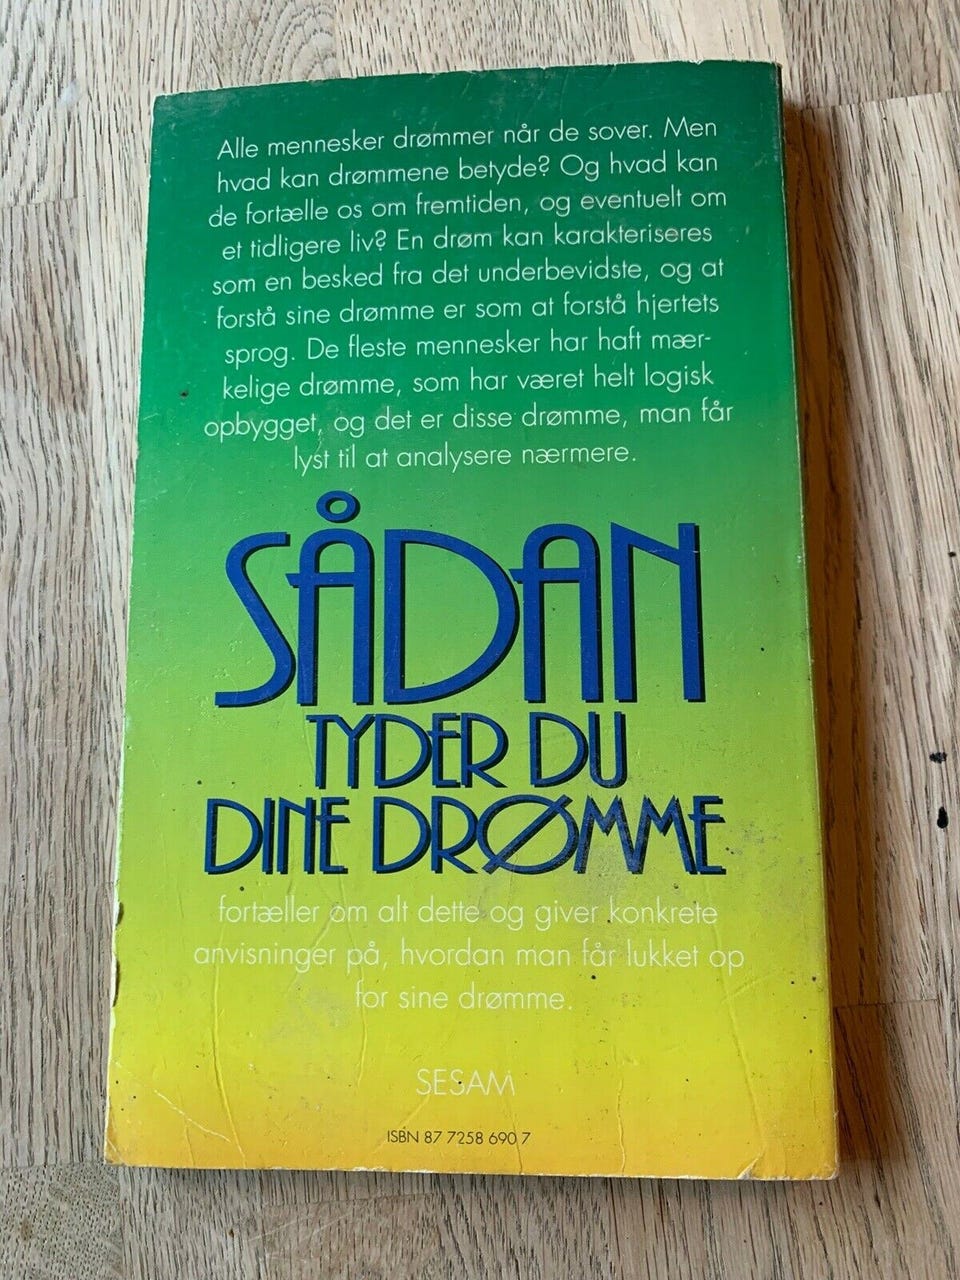 Alle mennesker drømmer når de sover. Men
hvad kan drømmene betyde? Og hvad kan
de fortælle os om fremtiden, og eventuelt om
et tidligere liv? En drøm kan karakteriseres
som en besked fra det underbevidste, og at
forstå sine drømme er som at forstå hjertets
sprog. De fleste mennesker har haft mær-
kelige drømme, som har været helt logisk
opbygget, og det er disse drømme, man får
lyst til at analysere nærmere.
SÅDAN
TYDER DU
DINE DRØMME
fortæller om alt dette og giver konkrete
anvisninger på, hvordan man får lukket op
for sine drømme.
SESAM
ISBN 87 7258 690 7